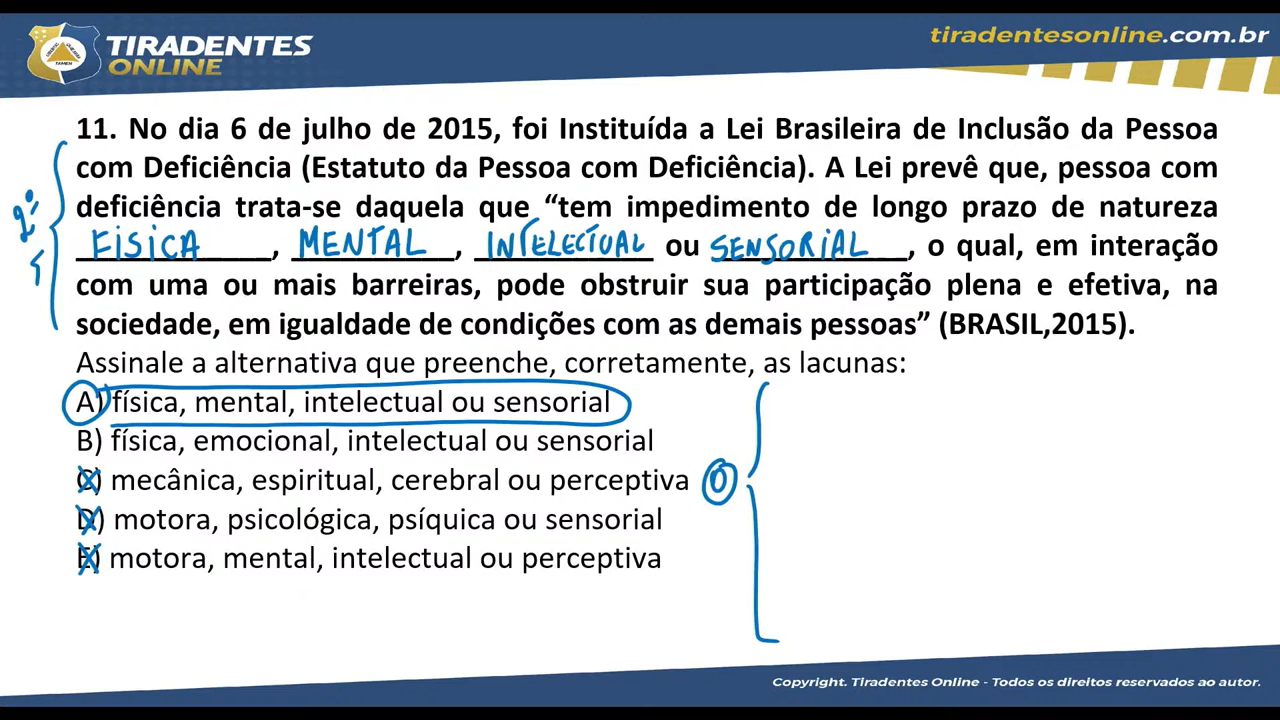 TIRADENTES
ONLINE
tiradentesonline.com.br
11. No dia 6 de julho de 2015, foi Instituída a Lei Brasileira de Inclusão da Pessoa
com Deficiência (Estatuto da Pessoa com Deficiência). A Lei prevê que, pessoa com
deficiência trata-se daquela que “tem impedimento de longo prazo de natureza
FÍSICA, MENTAL, INTELECTUAL ou SENSORIAL, o qual, em interação
com uma ou mais barreiras, pode obstruir sua participação plena e efetiva, na
sociedade, em igualdade de condições com as demais pessoas” (BRASIL,2015).
Assinale a alternativa que preenche, corretamente, as lacunas:
A) física, mental, intelectual ou sensorial
B) física, emocional, intelectual ou sensorial
C) mecânica, espiritual, cerebral ou perceptiva
D) motora, psicológica, psíquica ou sensorial
E) motora, mental, intelectual ou perceptiva
Copyright. Tiradentes Online - Todos os direitos reservados ao autor.